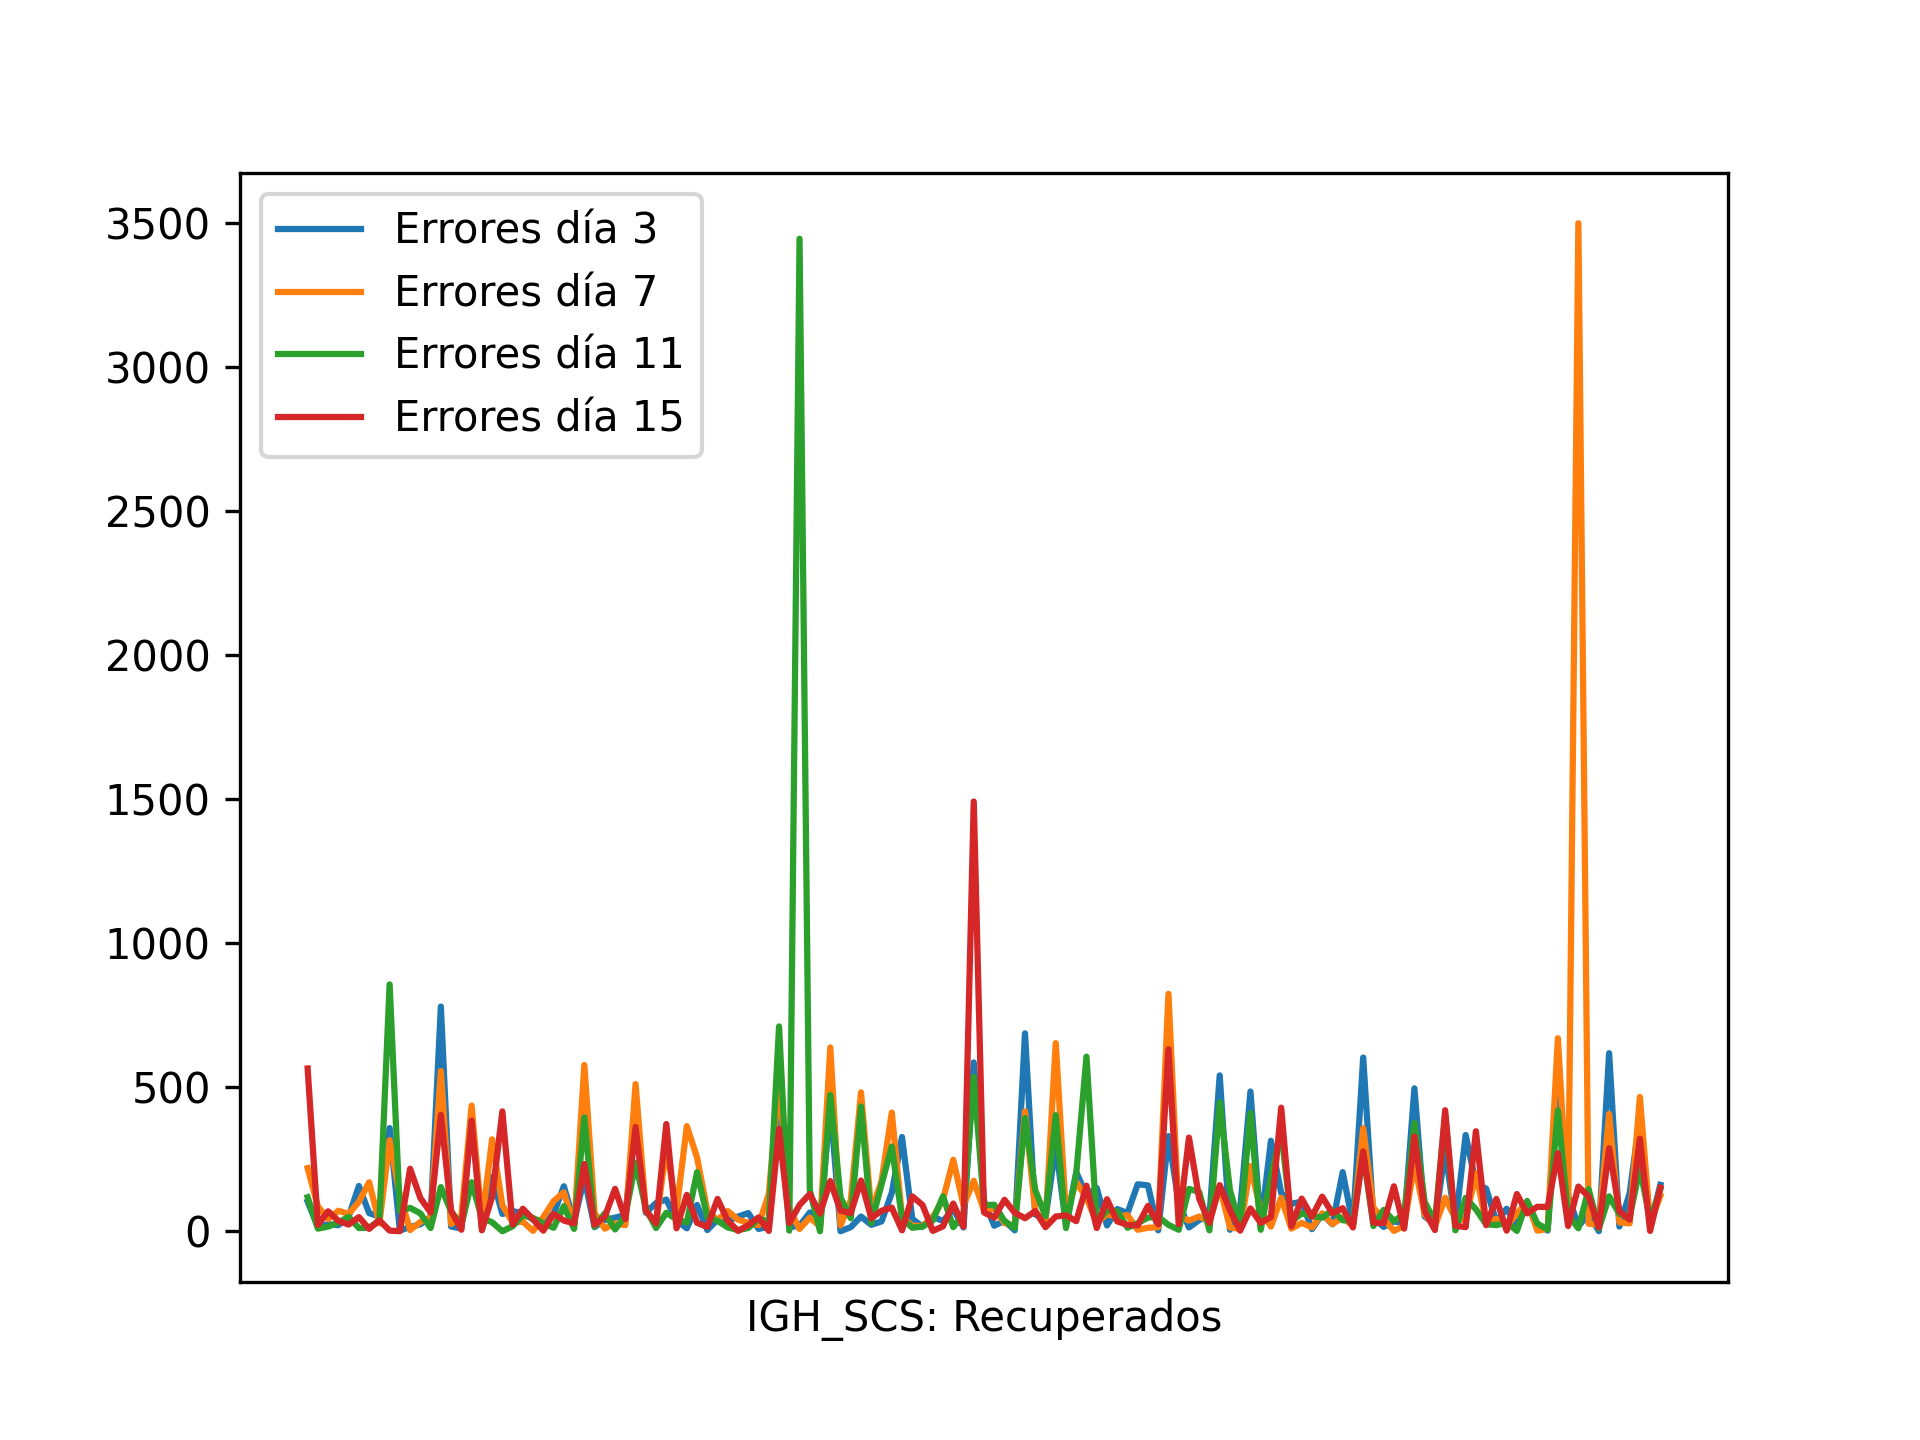 Errores día 3
Errores día 7
Errores día 11
Errores día 15
3500
3000
2500
2000
1500
1000
500
0
IGH_SCS: Recuperados